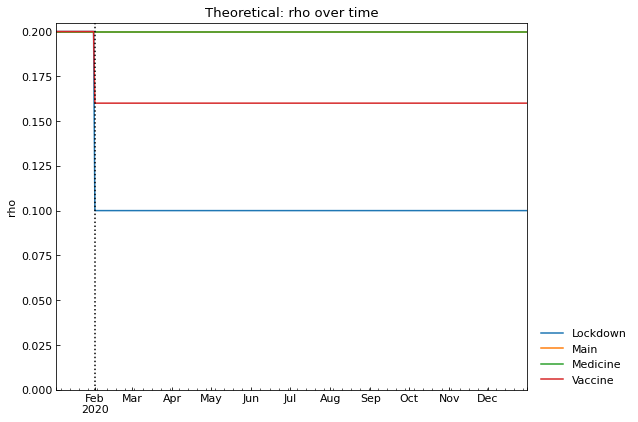 Theoretical: rho over time
0.200
0.175
0.150
0.125
0.100
0.075
0.050
0.025
0.000
rho
Feb Mar Apr May Jun Jul Aug Sep Oct Nov Dec
2020
Lockdown
Main
Medicine
Vaccine